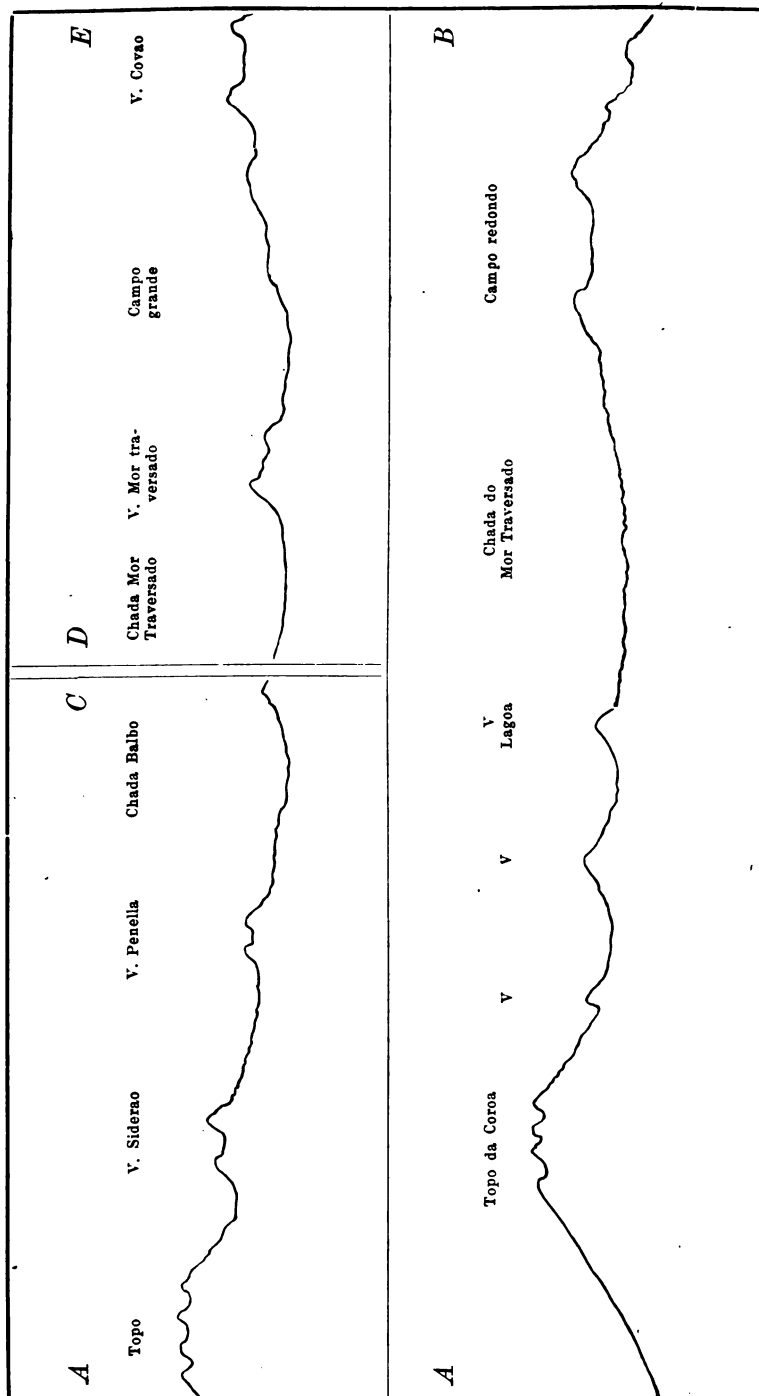 A
C
Topo
V. Siderao
V. Penella
Chada Balbo
D
E
Chada Mor
Traversado
V. Mor tra-
versado
Campo
grande
V. Covao
A
B
Topo da Coroa
V
V
V
Lagoa
Chada do
Mor Traversado
Campo redondo